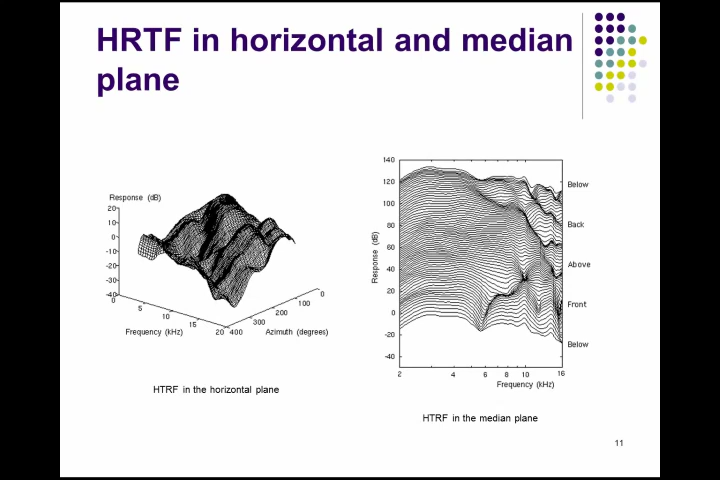 HRTF in horizontal and median
plane
Response (dB)
20
10
0
-10
-20
-30
-40
0
5
10
15
20
400
300
200
100
0
Frequency (kHz)
Azimuth (degrees)
HTRF in the horizontal plane
140
120
100
80
60
40
20
0
-20
-40
Response (dB)
2
4
6
8
10
16
Frequency (kHz)
Below
Back
Above
Front
Below
HTRF in the median plane
11